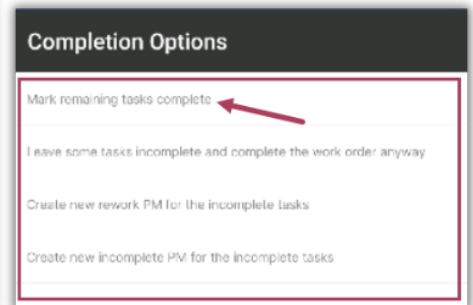 Completion Options
Mark remaining tasks complete
Leave some tasks incomplete and complete the work order anyway
Create new rework PM for the incomplete tasks
Create new incomplete PM for the incomplete tasks